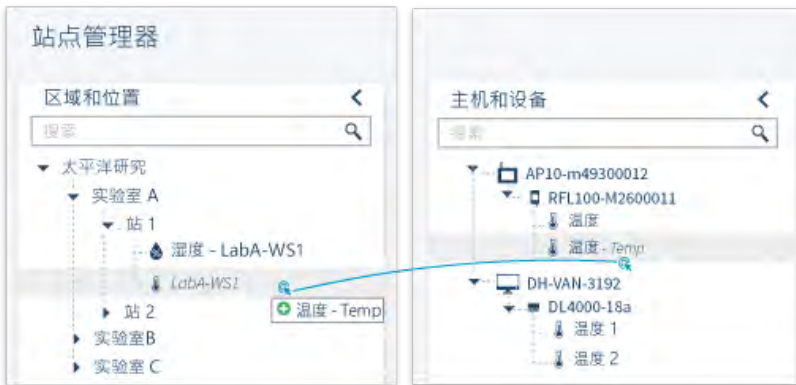 站点管理器
区域和位置
搜索
太平洋研究
实验室 A
站 1
湿度 - LabA-WS1
LabA-WS1
温度 - Temp
站 2
实验室B
实验室 C
主机和设备
搜索
AP10-m49300012
RFL100-M2600011
温度
温度 - Temp
DH-VAN-3192
DL4000-18a
温度 1
温度 2